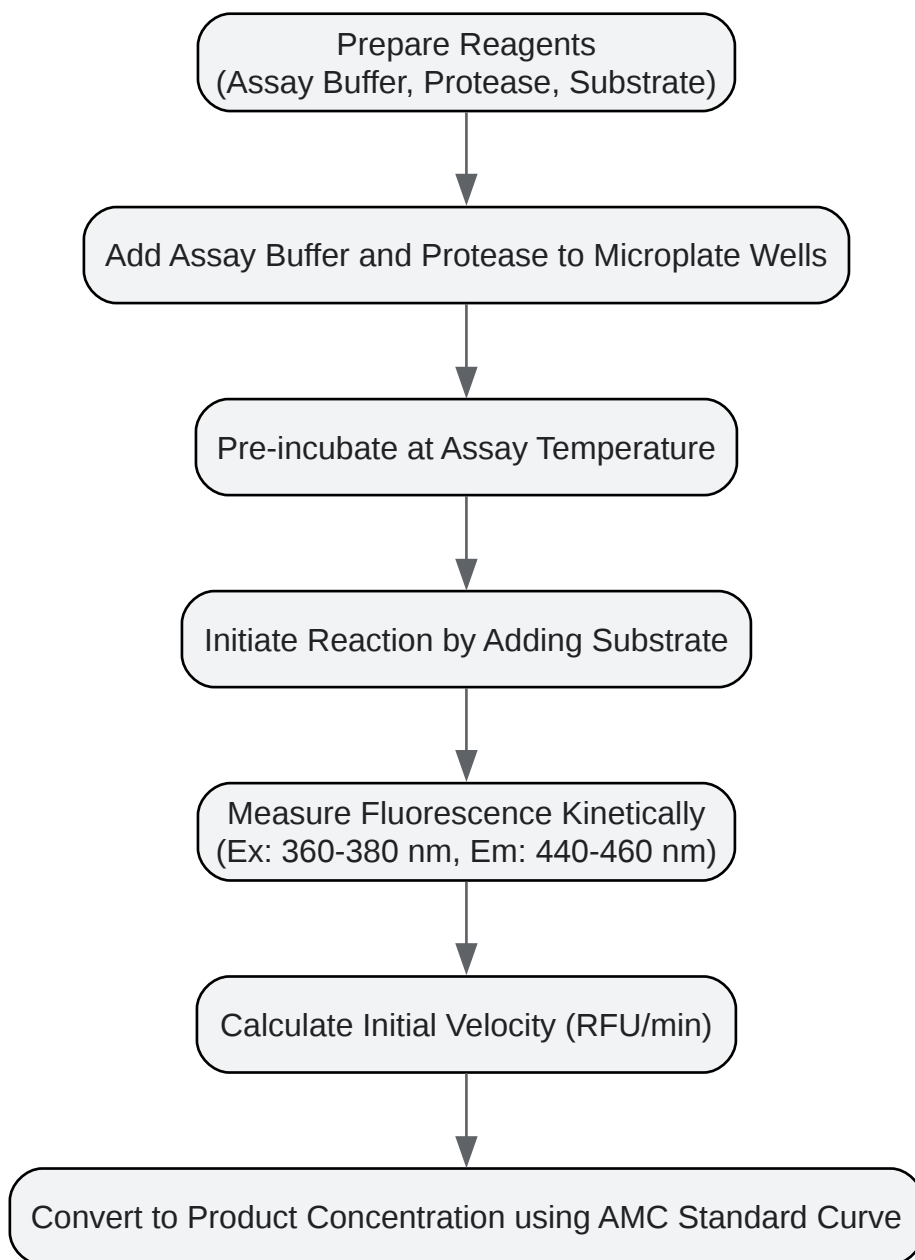 Prepare Reagents
(Assay Buffer, Protease, Substrate)
Add Assay Buffer and Protease to Microplate Wells
Pre-incubate at Assay Temperature
Initiate Reaction by Adding Substrate
Measure Fluorescence Kinetically
(Ex: 360-380 nm, Em: 440-460 nm)
Calculate Initial Velocity (RFU/min)
Convert to Product Concentration using AMC Standard Curve